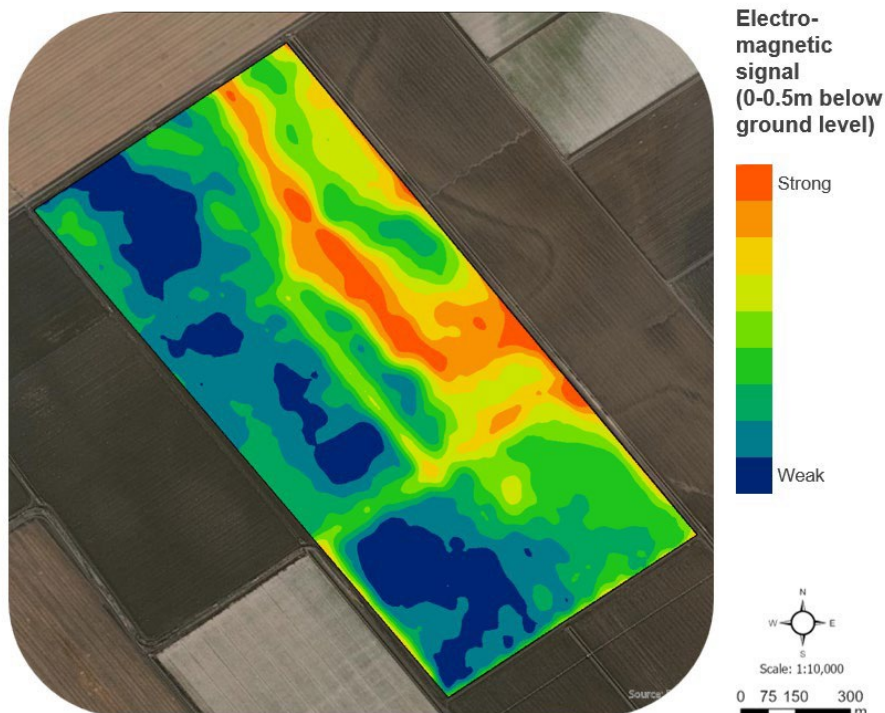 Electro-
magnetic
signal
(0-0.5m below
ground level)
Strong
Weak
N
W E
S
Scale: 1:10,000
0 75 150 300
m
Source: